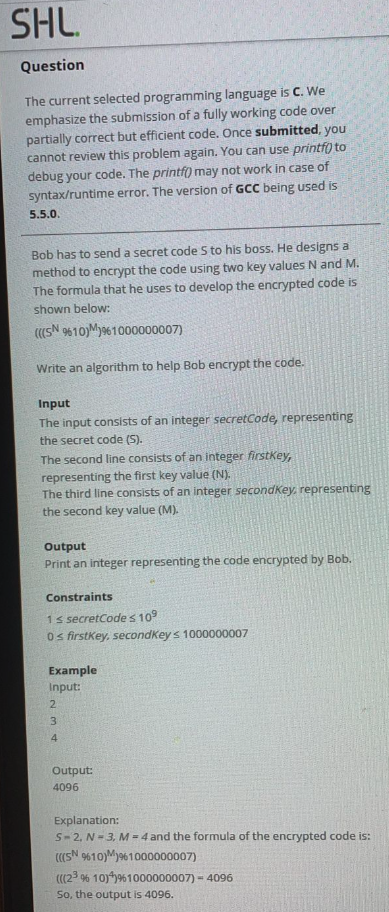 SHL.
Question
The current selected programming language is C. We
emphasize the submission of a fully working code over
partially correct but efficient code. Once submitted, you
cannot review this problem again. You can use printf() to
debug your code. The printf() may not work in case of
syntax/runtime error. The version of GCC being used is
5.5.0.
Bob has to send a secret code S to his boss. He designs a
method to encrypt the code using two key values N and M.
The formula that he uses to develop the encrypted code is
shown below:
(((S^N %10)^M)%1000000007)
Write an algorithm to help Bob encrypt the code.
Input
The input consists of an integer secretCode, representing
the secret code (S).
The second line consists of an integer firstKey,
representing the first key value (N).
The third line consists of an integer secondKey, representing
the second key value (M).
Output
Print an integer representing the code encrypted by Bob.
Constraints
1 ≤ secretCode ≤ 10^9
0 ≤ firstKey, secondKey ≤ 1000000007
Example
Input:
2
3
4
Output:
4096
Explanation:
S = 2, N = 3, M = 4 and the formula of the encrypted code is:
(((S^N %10)^M)%1000000007)
(((2^3 % 10)^4)%1000000007) = 4096
So, the output is 4096.